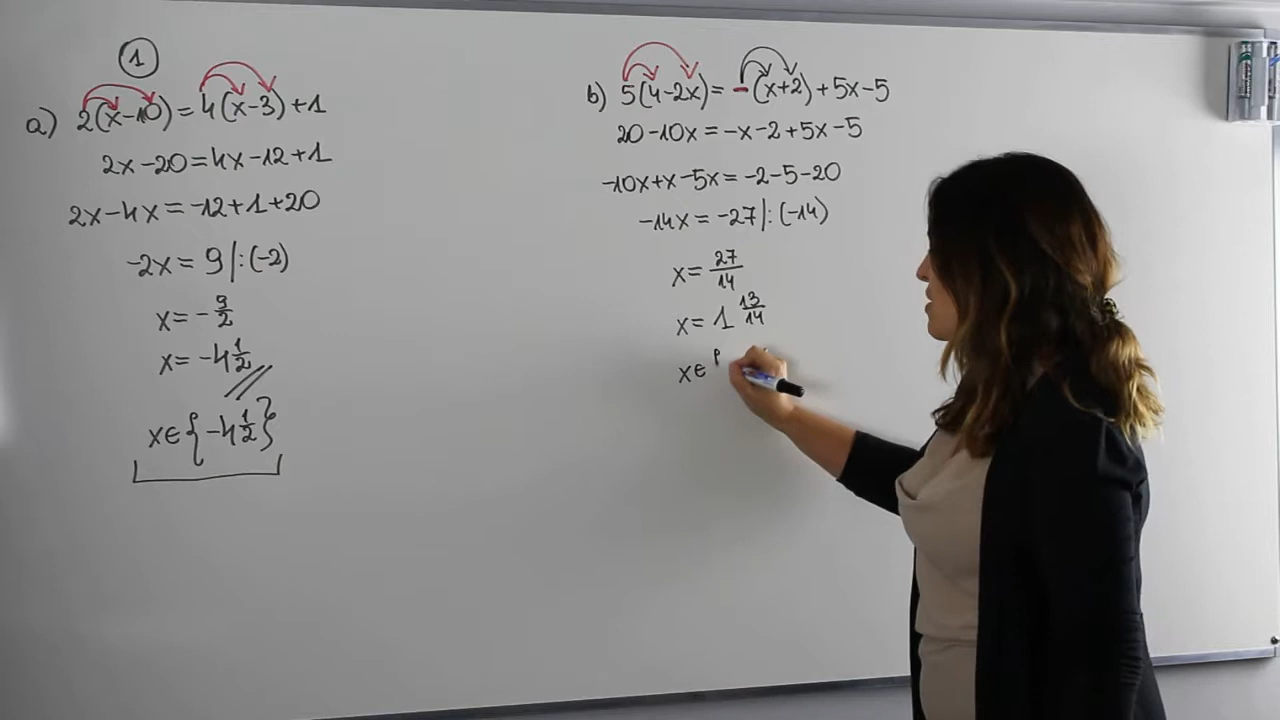 1
a) 2(x-10) = 4(x-3) + 1
2x - 20 = 4x - 12 + 1
2x - 4x = -12 + 1 + 20
-2x = 9 |:(-2)
x = -9/2
x = -4 1/2
x ∈ {-4 1/2}
b) 5(4-2x) = -(x+2) + 5x - 5
20 - 10x = -x - 2 + 5x - 5
-10x + x - 5x = -2 - 5 - 20
-14x = -27 |:(-14)
x = 27/14
x = 1 13/14
x ∈